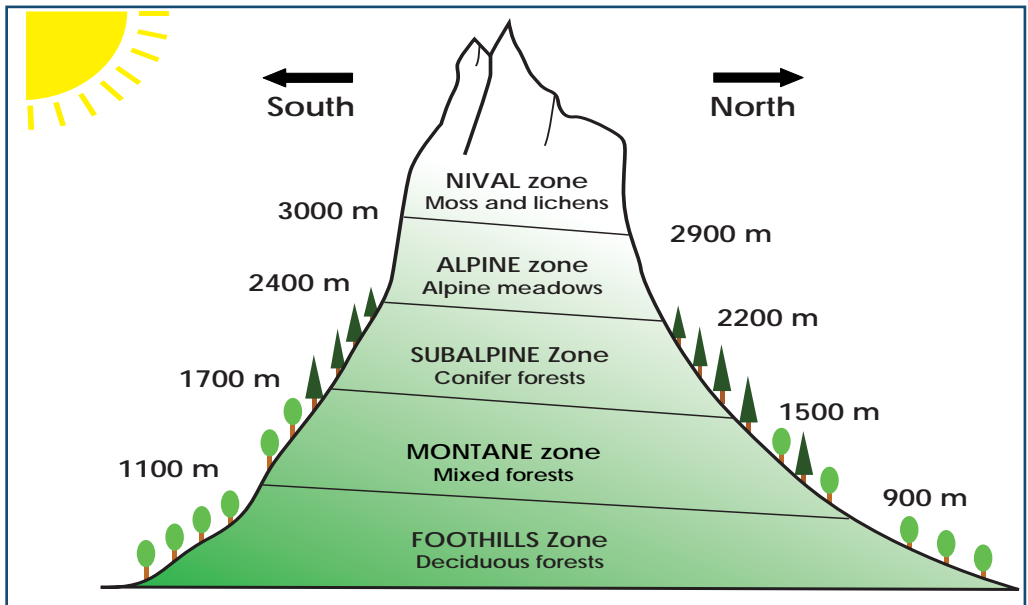 South
North
NIVAL zone
Moss and lichens
3000 m
2900 m
ALPINE zone
Alpine meadows
2400 m
2200 m
SUBALPINE Zone
Conifer forests
1700 m
1500 m
MONTANE zone
Mixed forests
1100 m
900 m
FOOTHILLS Zone
Deciduous forests